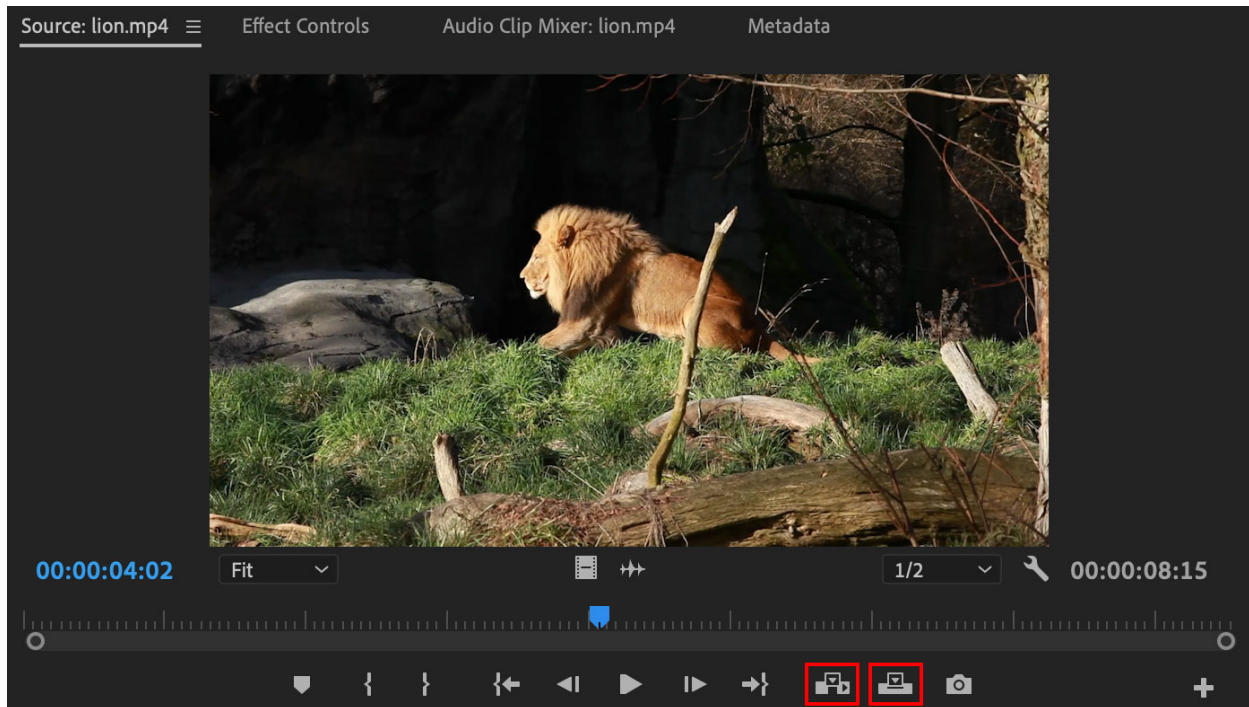 Source: lion.mp4 Effect Controls Audio Clip Mixer: lion.mp4 Metadata
00:00:04:02 Fit 1/2 00:00:08:15